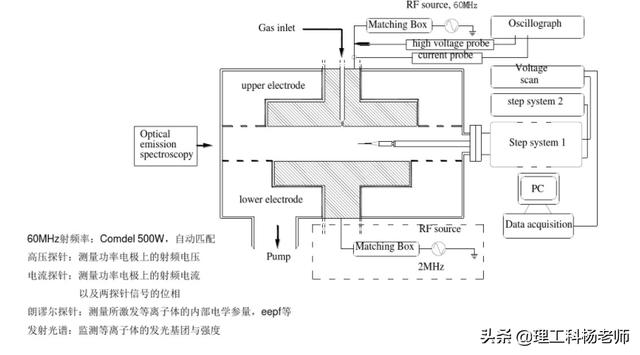 RF source, 60MHz
Gas inlet
Matching Box
Oscillograph
high voltage probe
current probe
Voltage
scan
upper electrode
step system 2
Optical
emission
spectroscopy
Step system 1
PC
lower electrode
Data acquisition
RF source
Pump
Matching Box
2MHz
60MHz射频率：Comdel 500W，自动匹配
高压探针：测量功率电极上的射频电压
电流探针：测量功率电极上的射频电流
以及两探针信号的位相
朗谬尔探针：测量所激发等离子体的内部电学参量，eepf等
发射光谱：监测等离子体的发光基团与强度
头条 @理工科杨老师